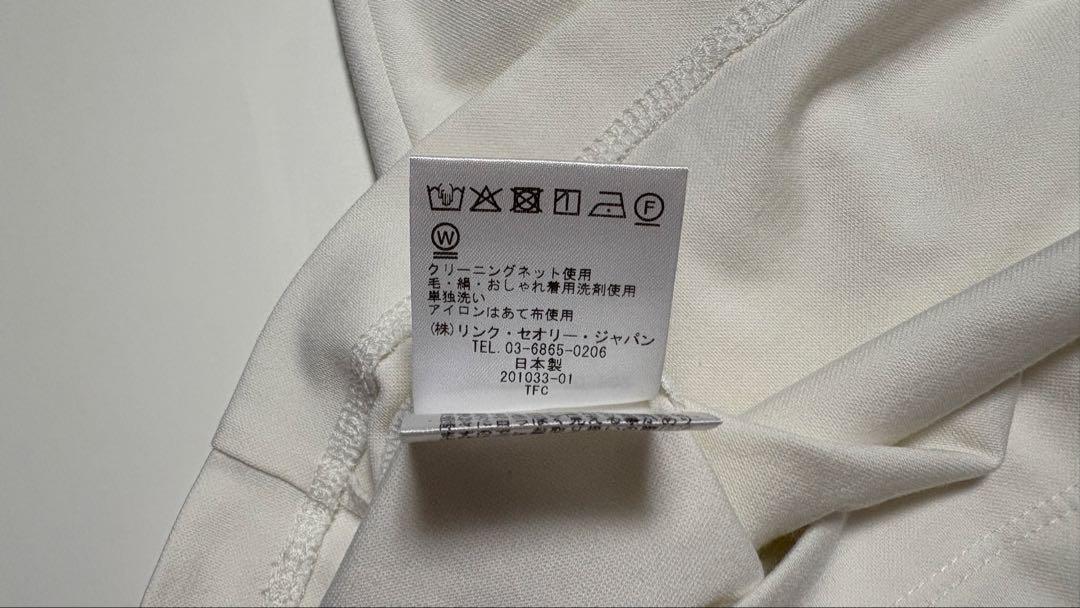 F
W
クリーニングネット使用
毛・絹・おしゃれ着用洗剤使用
単独洗い
アイロンはあて布使用
(株)リンク・セオリー・ジャパン
TEL. 03-6865-0206
日本製
201033-01
TFC